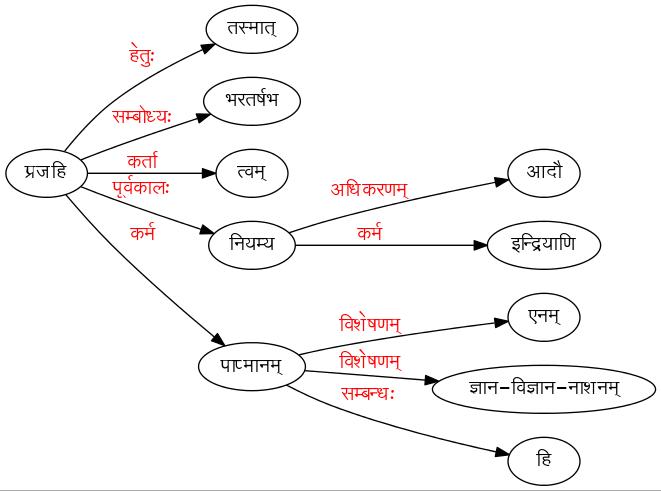 तस्मात्
हेतुः
भरतर्षभ
सम्बोध्यः
प्रजहि
कर्ता
त्वम्
पूर्वकालः
नियम्य
अधिकरणम्
आदौ
कर्म
इन्द्रियाणि
कर्म
पाप्मानम्
विशेषणम्
एनम्
विशेषणम्
ज्ञान-विज्ञान-नाशनम्
सम्बन्धः
हि